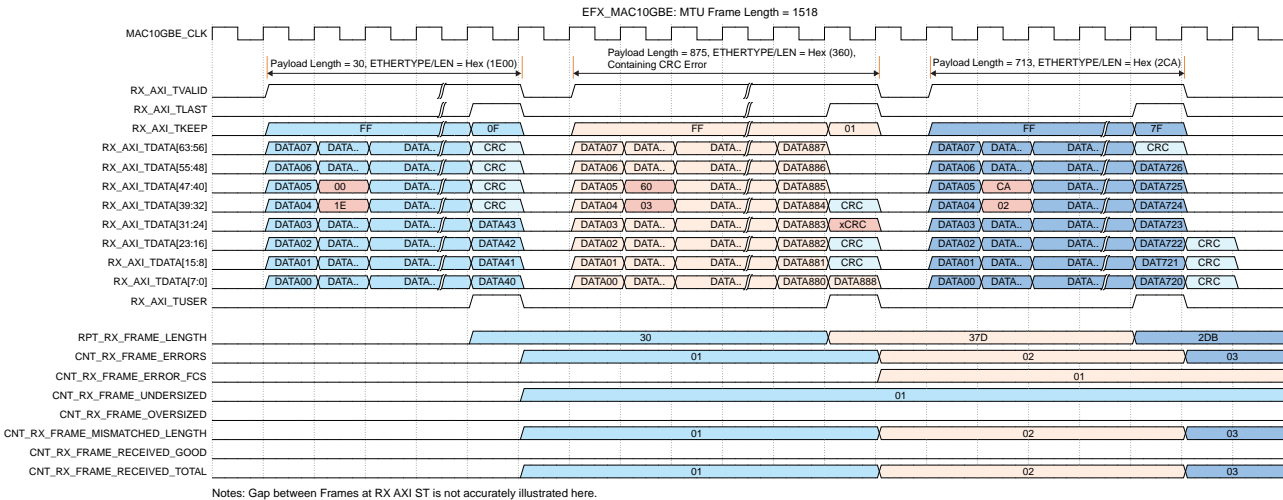 EFX_MAC10GBE: MTU Frame Length = 1518
MAC10GBE_CLK
Payload Length = 30, ETHERTYPE/LEN = Hex (1E00)
Payload Length = 875, ETHERTYPE/LEN = Hex (360),
Containing CRC Error
Payload Length = 713, ETHERTYPE/LEN = Hex (2CA)
RX_AXI_TVALID
RX_AXI_TLAST
RX_AXI_TKEEP FF 0F FF 01 FF 7F
RX_AXI_TDATA[63:56] DATA07 DATA.. DATA.. CRC DATA07 DATA.. DATA.. DATA887 DATA07 DATA.. DATA.. CRC
RX_AXI_TDATA[55:48] DATA06 DATA.. DATA.. CRC DATA06 DATA.. DATA.. DATA886 DATA06 DATA.. DATA.. DATA726
RX_AXI_TDATA[47:40] DATA05 00 DATA.. CRC DATA05 60 DATA.. DATA885 DATA05 CA DATA.. DATA725
RX_AXI_TDATA[39:32] DATA04 1E DATA.. CRC DATA04 03 DATA.. DATA884 CRC DATA04 02 DATA.. DATA724
RX_AXI_TDATA[31:24] DATA03 DATA.. DATA.. DATA43 DATA03 DATA.. DATA.. DATA883 xCRC DATA03 DATA.. DATA.. DATA723
RX_AXI_TDATA[23:16] DATA02 DATA.. DATA.. DATA42 DATA02 DATA.. DATA.. DATA882 CRC DATA02 DATA.. DATA.. DATA722 CRC
RX_AXI_TDATA[15:8] DATA01 DATA.. DATA.. DATA41 DATA01 DATA.. DATA.. DATA881 CRC DATA01 DATA.. DATA.. DAT721 CRC
RX_AXI_TDATA[7:0] DATA00 DATA.. DATA.. DATA40 DATA00 DATA.. DATA.. DATA880 DATA888 DATA00 DATA.. DATA.. DATA720 CRC
RX_AXI_TUSER
RPT_RX_FRAME_LENGTH 30 37D 2DB
CNT_RX_FRAME_ERRORS 01 02 03
CNT_RX_FRAME_ERROR_FCS 01
CNT_RX_FRAME_UNDERSIZED 01
CNT_RX_FRAME_OVERSIZED
CNT_RX_FRAME_MISMATCHED_LENGTH 01 02 03
CNT_RX_FRAME_RECEIVED_GOOD
CNT_RX_FRAME_RECEIVED_TOTAL 01 02 03
Notes: Gap between Frames at RX AXI ST is not accurately illustrated here.